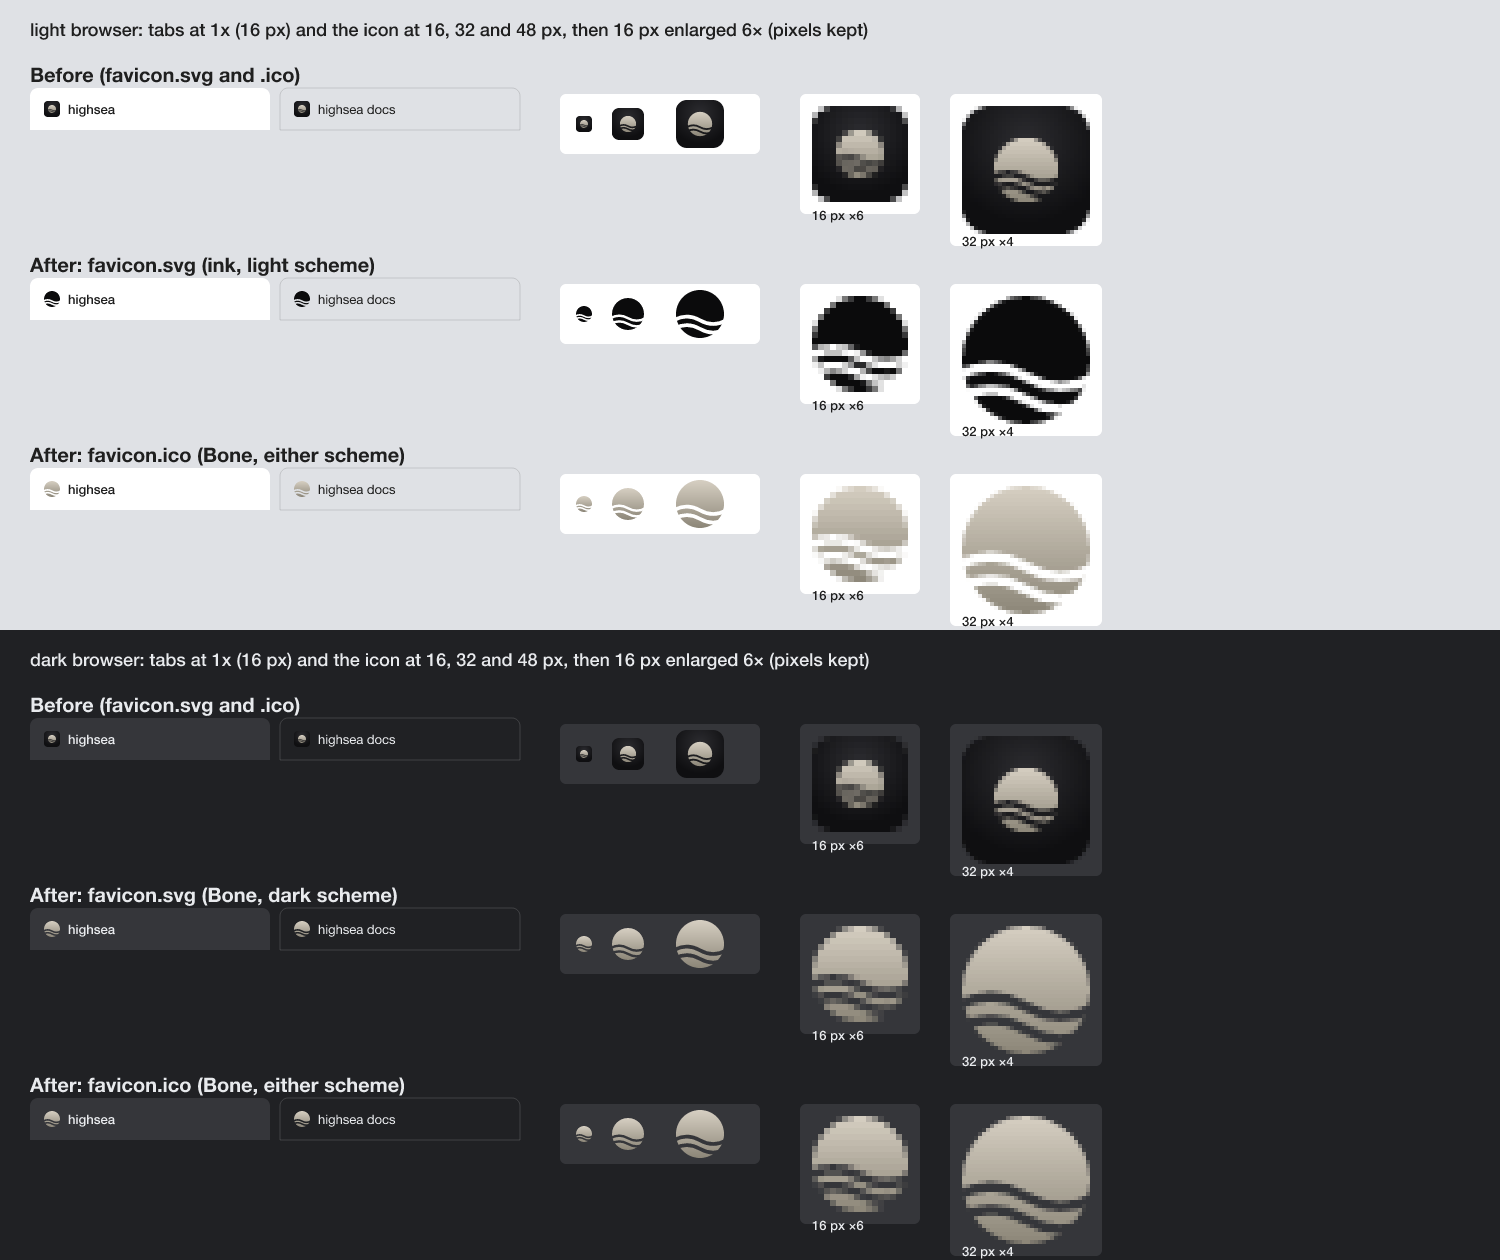 light browser: tabs at 1x (16 px) and the icon at 16, 32 and 48 px, then 16 px enlarged 6× (pixels kept)
Before (favicon.svg and .ico)
highsea
highsea docs
16 px ×6
32 px ×4
After: favicon.svg (ink, light scheme)
highsea
highsea docs
16 px ×6
32 px ×4
After: favicon.ico (Bone, either scheme)
highsea
highsea docs
16 px ×6
32 px ×4
dark browser: tabs at 1x (16 px) and the icon at 16, 32 and 48 px, then 16 px enlarged 6× (pixels kept)
Before (favicon.svg and .ico)
highsea
highsea docs
16 px ×6
32 px ×4
After: favicon.svg (Bone, dark scheme)
highsea
highsea docs
16 px ×6
32 px ×4
After: favicon.ico (Bone, either scheme)
highsea
highsea docs
16 px ×6
32 px ×4